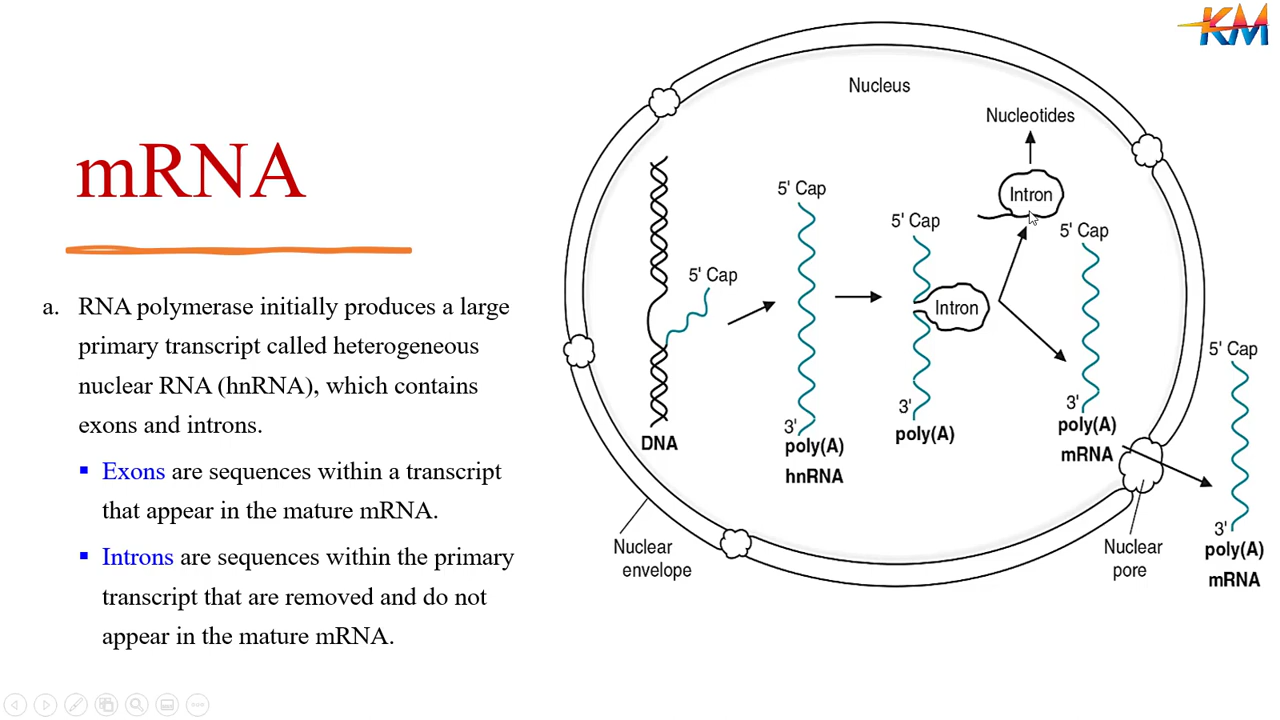 KM
mRNA
a. RNA polymerase initially produces a large
primary transcript called heterogeneous
nuclear RNA (hnRNA), which contains
exons and introns.
▪ Exons are sequences within a transcript
that appear in the mature mRNA.
▪ Introns are sequences within the primary
transcript that are removed and do not
appear in the mature mRNA.
Nucleus
Nucleotides
Intron
5' Cap
5' Cap
5' Cap
5' Cap
Intron
5' Cap
DNA
3'
poly(A)
hnRNA
3'
poly(A)
3'
poly(A)
mRNA
Nuclear
envelope
Nuclear
pore
3'
poly(A)
mRNA